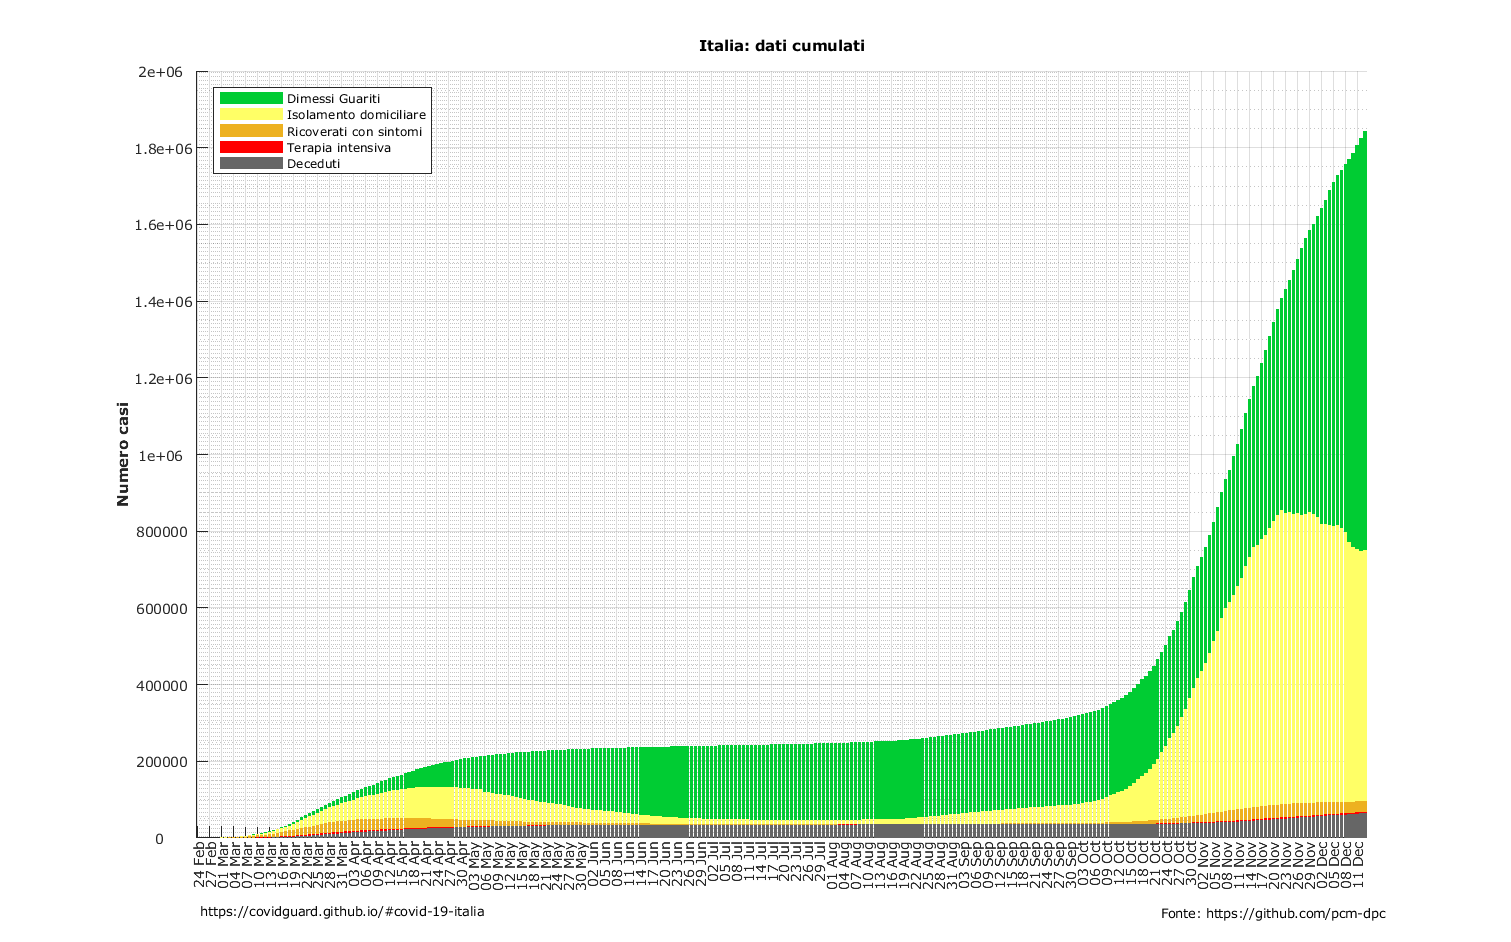 Italia: dati cumulati
2e+06
1.8e+06
1.6e+06
1.4e+06
1.2e+06
1e+06
800000
600000
400000
200000
0
Numero casi
Dimessi Guariti
Isolamento domiciliare
Ricoverati con sintomi
Terapia intensiva
Deceduti
24 Feb
27 Feb
01 Mar
04 Mar
07 Mar
10 Mar
13 Mar
16 Mar
19 Mar
22 Mar
25 Mar
28 Mar
31 Mar
03 Apr
06 Apr
09 Apr
12 Apr
15 Apr
18 Apr
21 Apr
24 Apr
27 Apr
30 Apr
03 May
06 May
09 May
12 May
15 May
18 May
21 May
24 May
27 May
30 May
02 Jun
05 Jun
08 Jun
11 Jun
14 Jun
17 Jun
20 Jun
23 Jun
26 Jun
29 Jun
02 Jul
05 Jul
08 Jul
11 Jul
14 Jul
17 Jul
20 Jul
23 Jul
26 Jul
29 Jul
01 Aug
04 Aug
07 Aug
10 Aug
13 Aug
16 Aug
19 Aug
22 Aug
25 Aug
28 Aug
31 Aug
03 Sep
06 Sep
09 Sep
12 Sep
15 Sep
18 Sep
21 Sep
24 Sep
27 Sep
30 Sep
03 Oct
06 Oct
09 Oct
12 Oct
15 Oct
18 Oct
21 Oct
24 Oct
27 Oct
30 Oct
02 Nov
05 Nov
08 Nov
11 Nov
14 Nov
17 Nov
20 Nov
23 Nov
26 Nov
29 Nov
02 Dec
05 Dec
08 Dec
11 Dec
https://covidguard.github.io/#covid-19-italia
Fonte: https://github.com/pcm-dpc